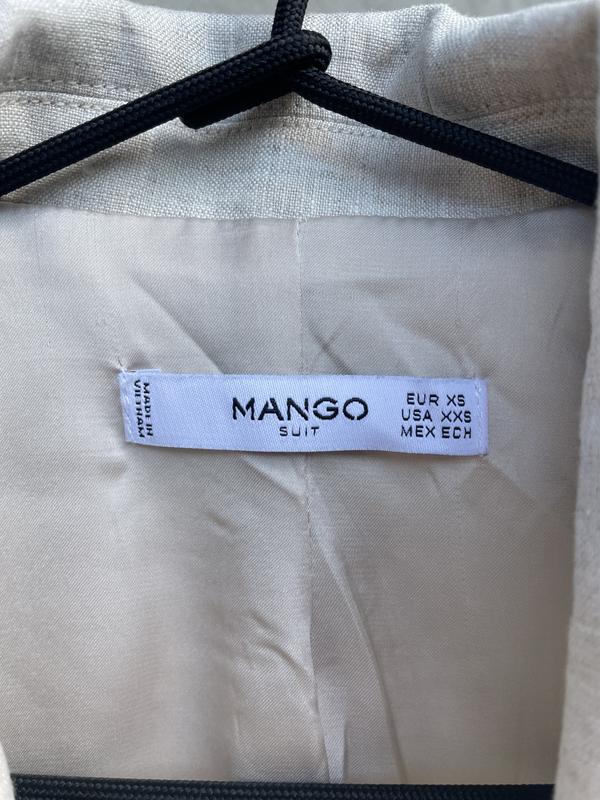 MADE IN
VIETNAM
MANGO
SUIT
EUR XS
USA XXS
MEX ECH